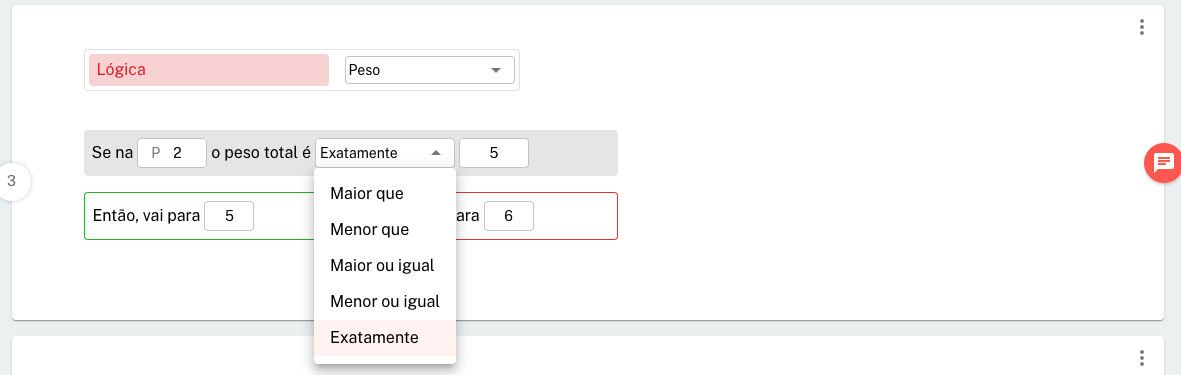 Lógica Peso
Se na P 2 o peso total é Exatamente 5
3
Maior que
Então, vai para 5 ara 6
Menor que
Maior ou igual
Menor ou igual
Exatamente